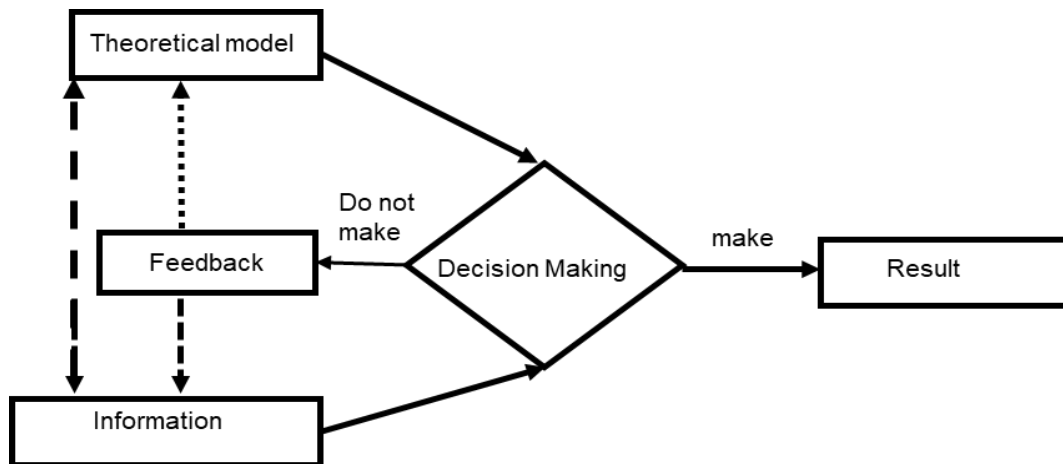 Theoretical model
Do not
make
make
Feedback
Decision Making
Result
Information